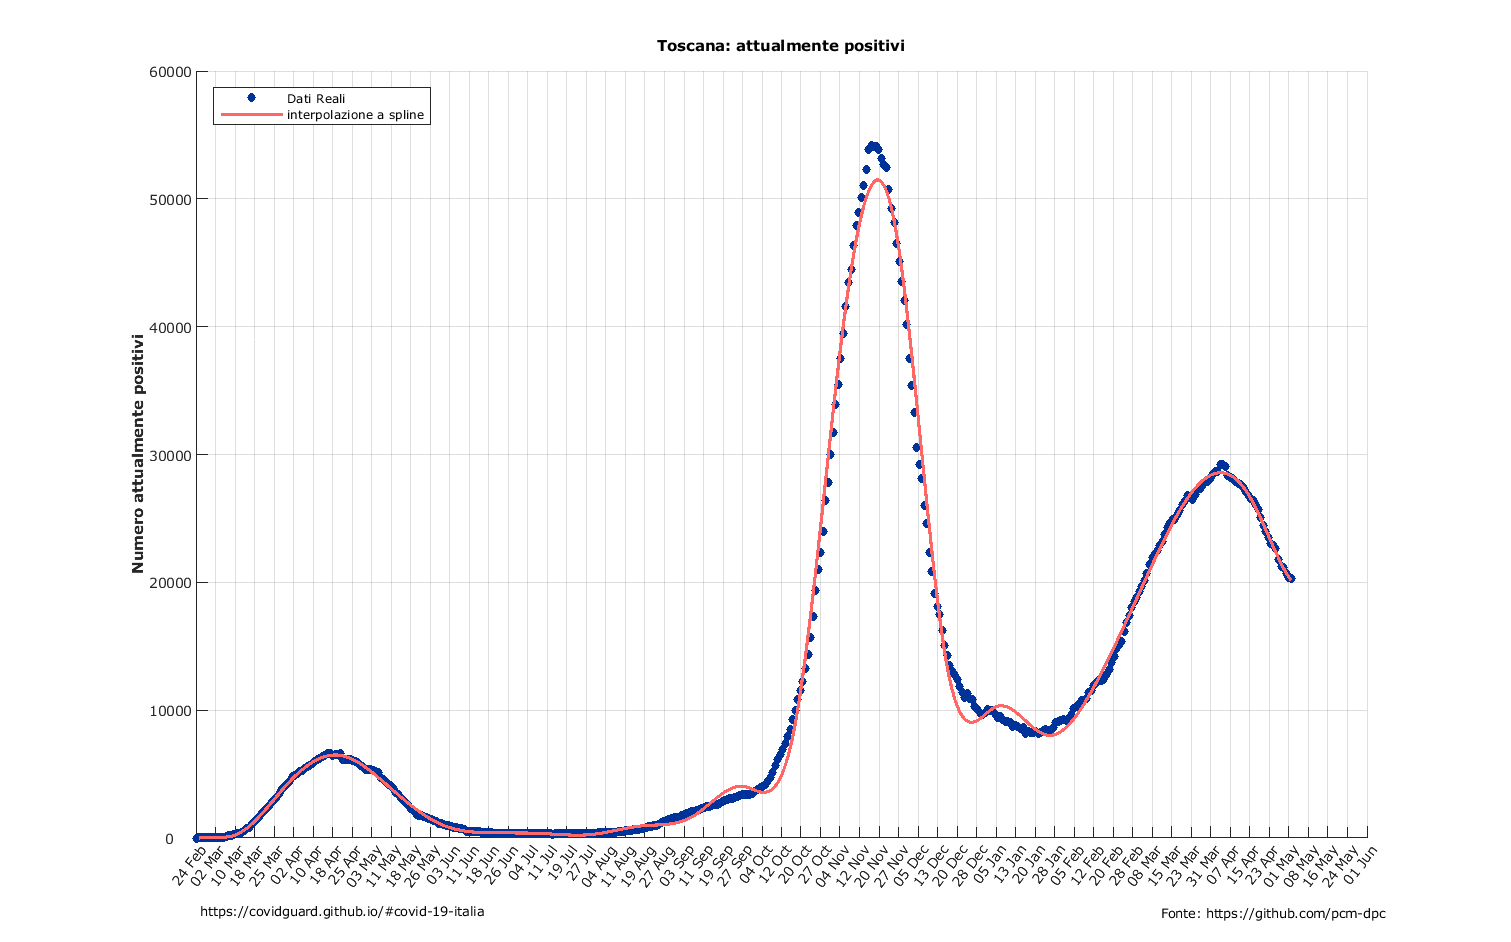 Toscana: attualmente positivi
60000
Dati Reali
interpolazione a spline
50000
40000
Numero attualmente positivi
30000
20000
10000
0
24 Feb
02 Mar
10 Mar
18 Mar
25 Mar
02 Apr
10 Apr
18 Apr
25 Apr
03 May
11 May
18 May
26 May
03 Jun
11 Jun
18 Jun
26 Jun
04 Jul
11 Jul
19 Jul
27 Jul
04 Aug
11 Aug
19 Aug
27 Aug
03 Sep
11 Sep
19 Sep
27 Sep
04 Oct
12 Oct
20 Oct
27 Oct
04 Nov
12 Nov
20 Nov
27 Nov
05 Dec
13 Dec
20 Dec
28 Dec
05 Jan
13 Jan
20 Jan
28 Jan
05 Feb
12 Feb
20 Feb
28 Feb
08 Mar
15 Mar
23 Mar
31 Mar
07 Apr
15 Apr
23 Apr
01 May
08 May
16 May
24 May
01 Jun
https://covidguard.github.io/#covid-19-italia
Fonte: https://github.com/pcm-dpc